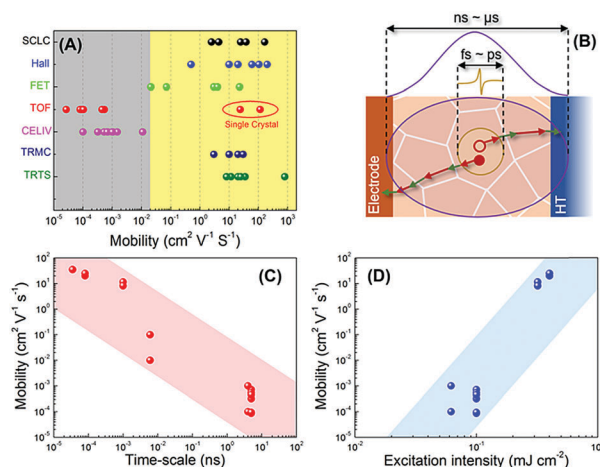 (A)
SCLC
Hall
FET
TOF
CELIV
TRMC
TRTS
Single Crystal
10⁻⁵ 10⁻⁴ 10⁻³ 10⁻² 10⁻¹ 10⁰ 10¹ 10² 10³
Mobility (cm² V⁻¹ S⁻¹)
(B)
ns ~ μs
fs ~ ps
Electrode
HT
(C)
10² 10¹ 10⁰ 10⁻¹ 10⁻² 10⁻³ 10⁻⁴ 10⁻⁵
Mobility (cm² V⁻¹ s⁻¹)
10⁻⁵ 10⁻⁴ 10⁻³ 10⁻² 10⁻¹ 10⁰ 10¹ 10²
Time-scale (ns)
(D)
10² 10¹ 10⁰ 10⁻¹ 10⁻² 10⁻³ 10⁻⁴ 10⁻⁵
Mobility (cm² V⁻¹ s⁻¹)
10⁻² 10⁻¹ 10⁰
Excitation intensity (mJ cm⁻²)